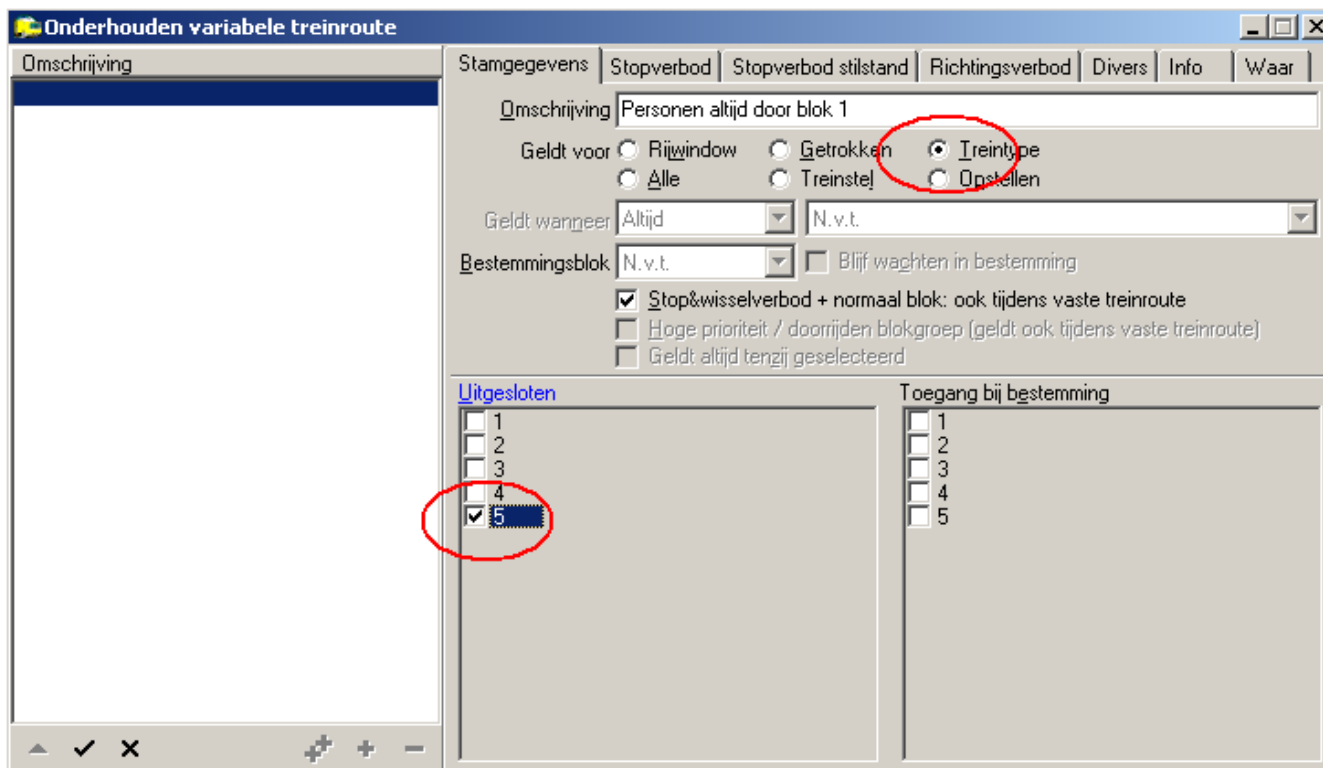 Onderhouden variabele treinroute
Omschrijving
Stamgegevens Stopverbod Stopverbod stilstand Richtingsverbod Divers Info Waar
Omschrijving Personen altijd door blok 1
Geldt voor Rijwindow Getrokken Treintype
Alle Treinstel Opstellen
Geldt wanneer Altijd N.v.t.
Bestemmingsblok N.v.t. Blijf wachten in bestemming
Stop&wisselverbod + normaal blok: ook tijdens vaste treinroute
Hoge prioriteit / doorrijden blokgroep (geldt ook tijdens vaste treinroute)
Geldt altijd tenzij geselecteerd
Uitgesloten Toegang bij bestemming
1 1
2 2
3 3
4 4
5 5